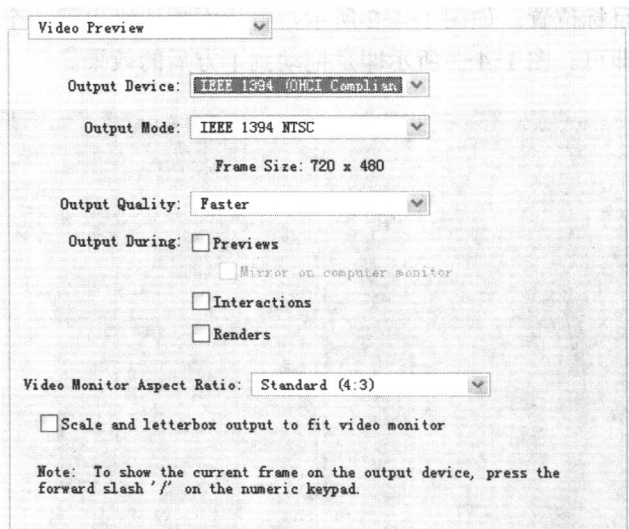 Video Preview
Output Device: IEEE 1394 (OHCI Complian
Output Mode: IEEE 1394 NTSC
Frame Size: 720 x 480
Output Quality: Faster
Output During: Previews
Mirror on computer monitor
Interactions
Renders
Video Monitor Aspect Ratio: Standard (4:3)
Scale and letterbox output to fit video monitor
Note: To show the current frame on the output device, press the
forward slash '/' on the numeric keypad.